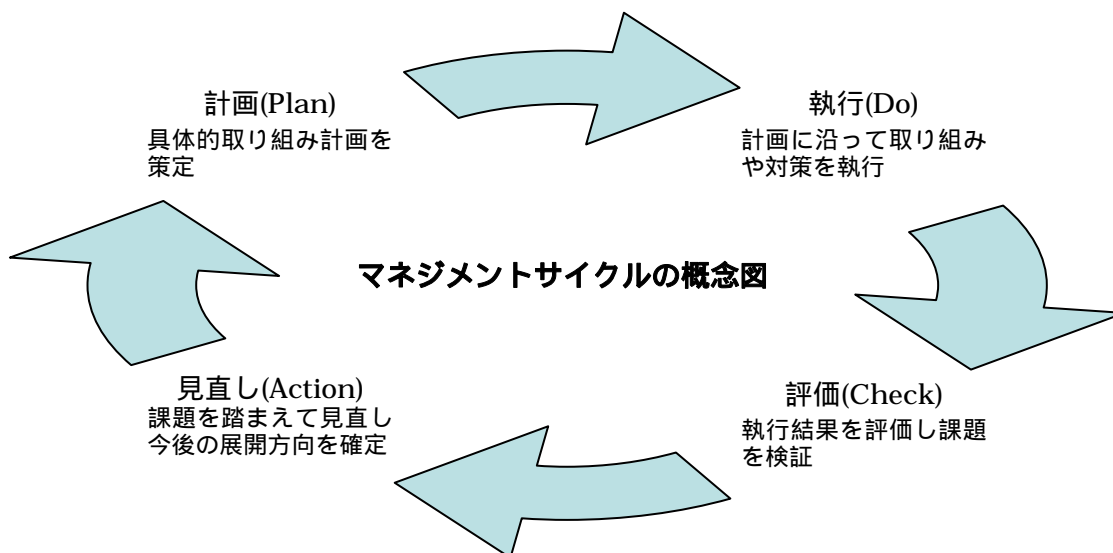 計画(Plan)
具体的取り組み計画を
策定
執行(Do)
計画に沿って取り組み
や対策を執行
マネジメントサイクルの概念図
見直し(Action)
課題を踏まえて見直し
今後の展開方向を確定
評価(Check)
執行結果を評価し課題
を検証